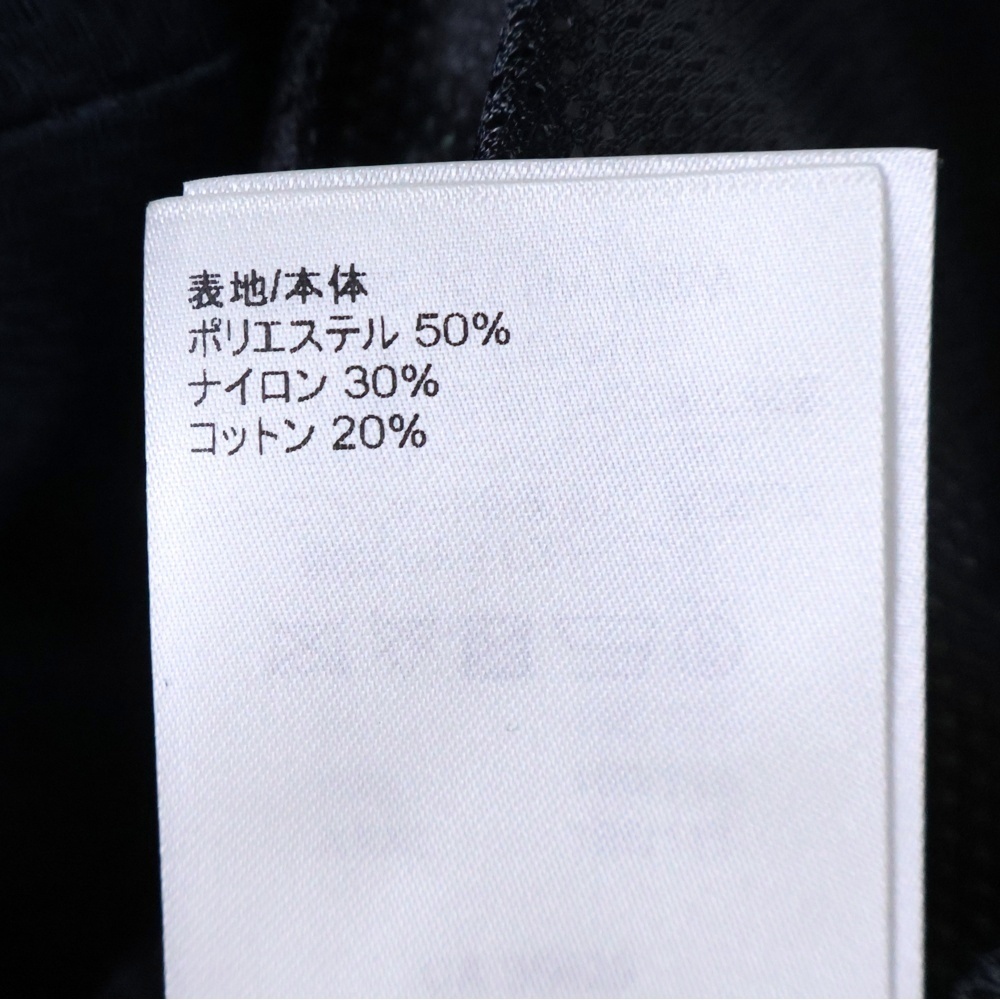 表地/本体
ポリエステル 50%
ナイロン 30%
コットン 20%